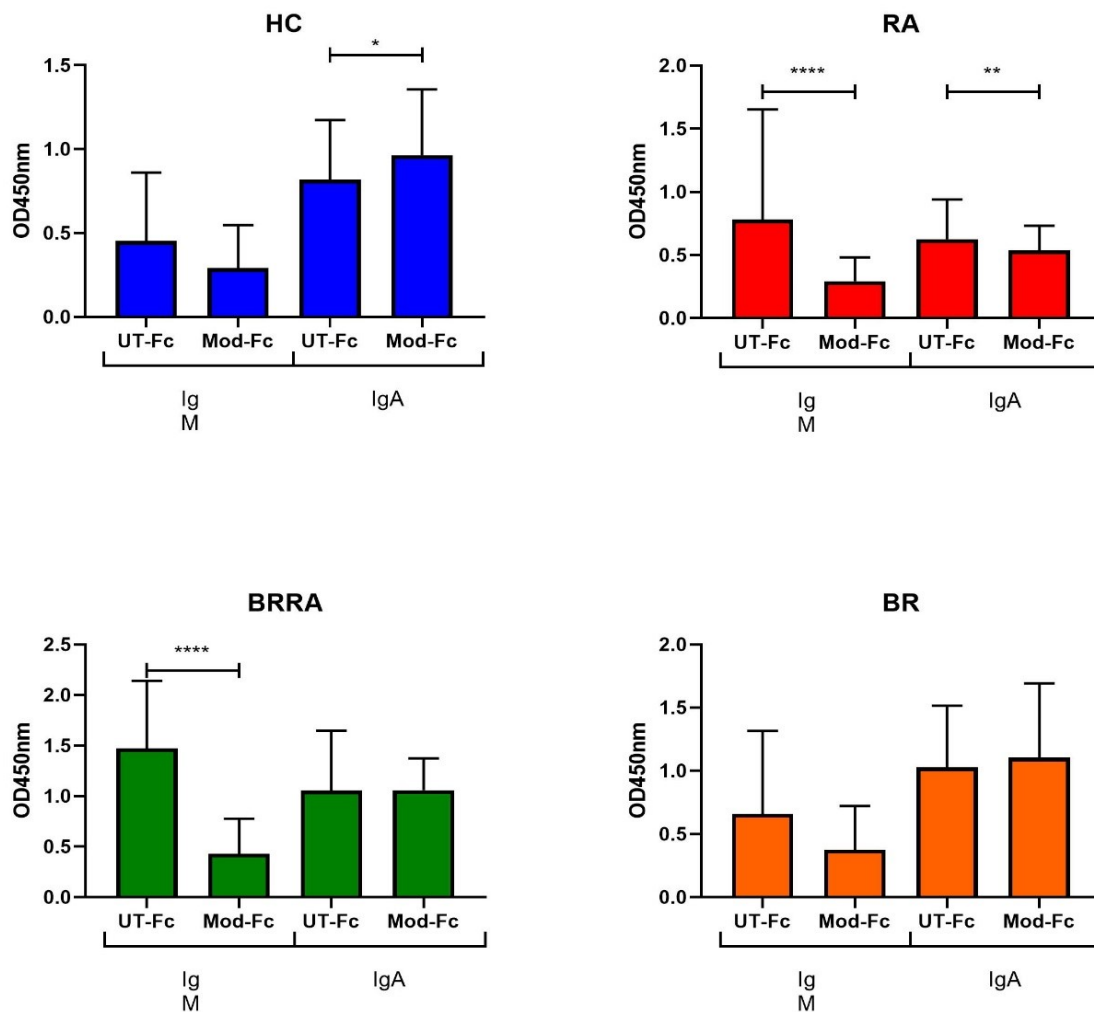 HC
*
OD450nm
1.5
1.0
0.5
0.0
UT-Fc Mod-Fc UT-Fc Mod-Fc
Ig
M
IgA
RA
**** **
OD450nm
2.0
1.5
1.0
0.5
0.0
UT-Fc Mod-Fc UT-Fc Mod-Fc
Ig
M
IgA
BRRA
****
OD450nm
2.5
2.0
1.5
1.0
0.5
0.0
UT-Fc Mod-Fc UT-Fc Mod-Fc
Ig
M
IgA
BR
OD450nm
2.0
1.5
1.0
0.5
0.0
UT-Fc Mod-Fc UT-Fc Mod-Fc
Ig
M
IgA